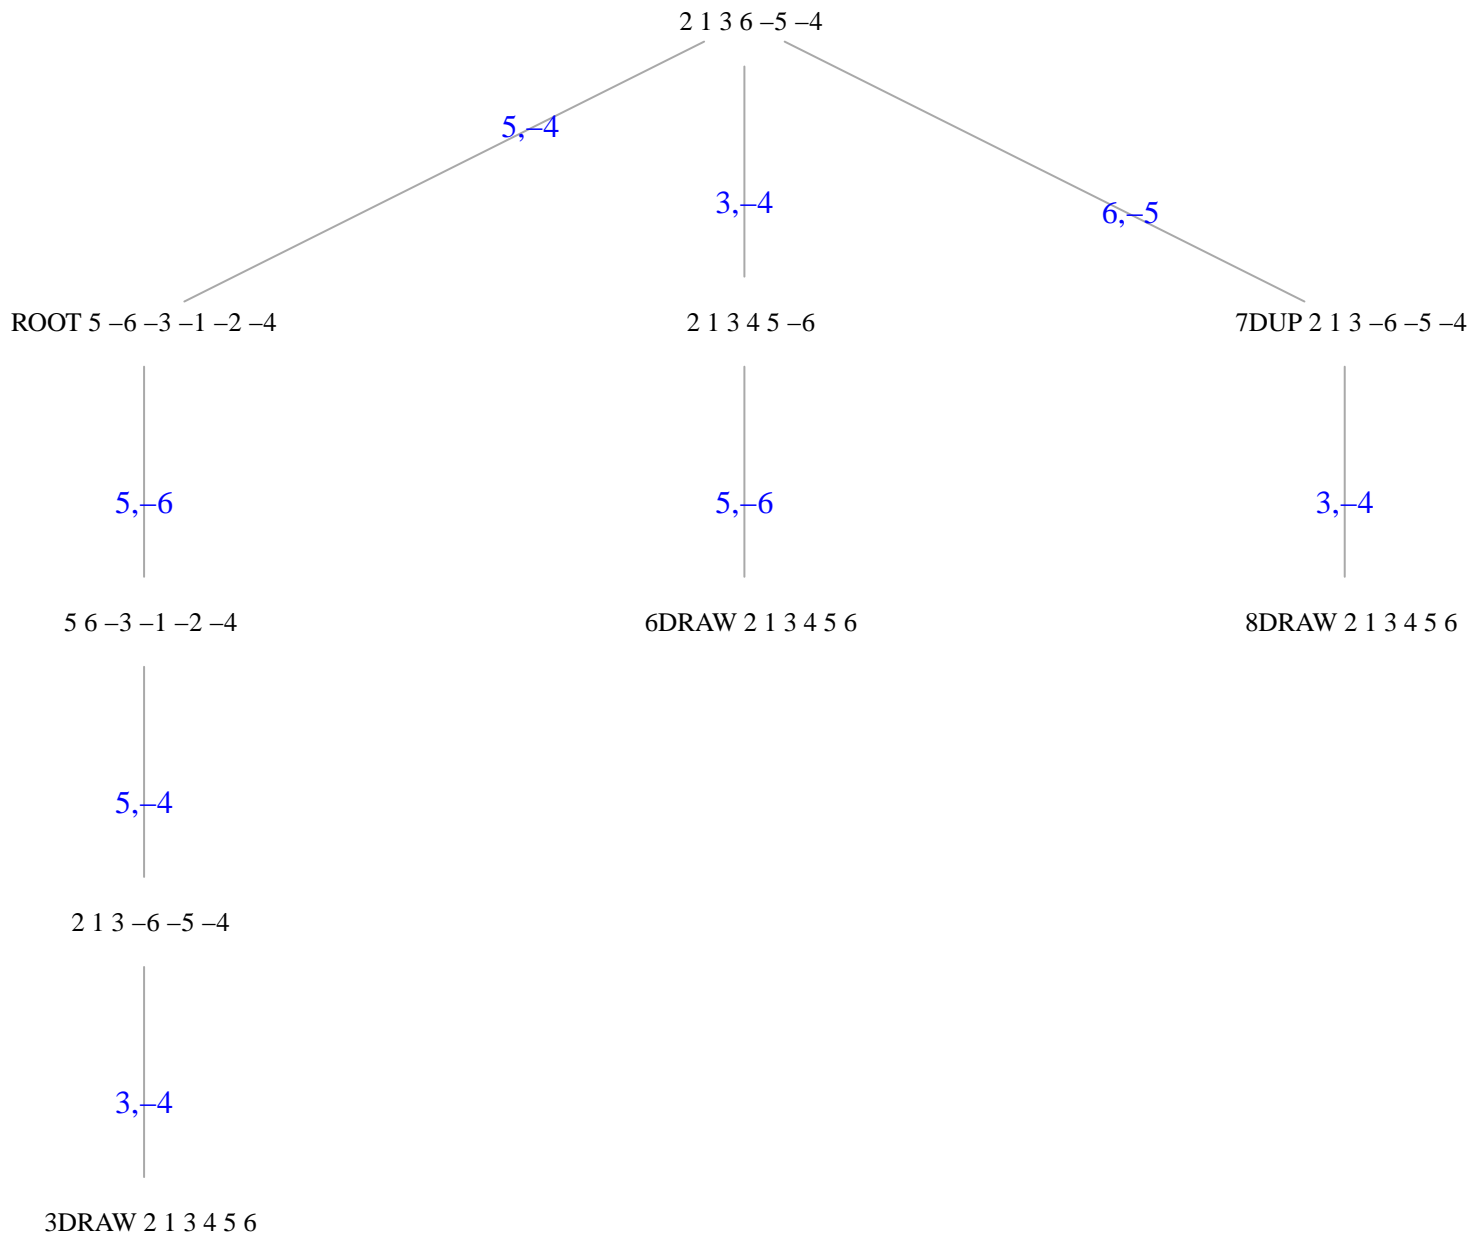 2 1 3 6 –5 –4
5,–4
3,–4
6,–5
ROOT 5 –6 –3 –1 –2 –4
2 1 3 4 5 –6
7DUP 2 1 3 –6 –5 –4
5,–6
5,–6
3,–4
5 6 –3 –1 –2 –4
6DRAW 2 1 3 4 5 6
8DRAW 2 1 3 4 5 6
5,–4
2 1 3 –6 –5 –4
3,–4
3DRAW 2 1 3 4 5 6